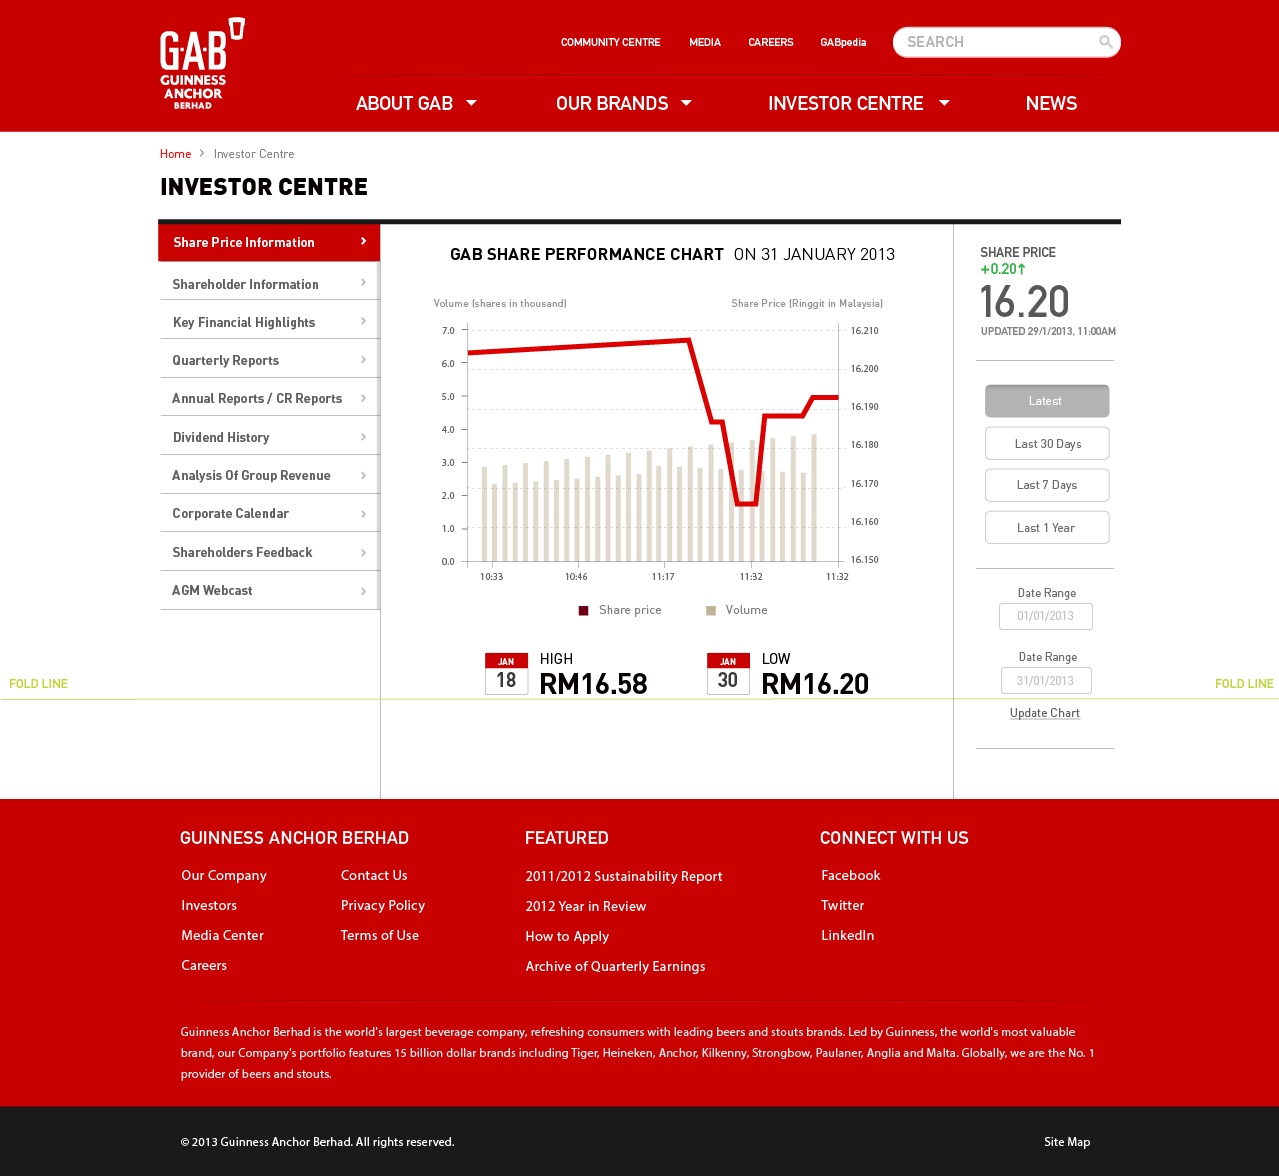 GAB
GUINNESS
ANCHOR
BERHAD
COMMUNITY CENTRE MEDIA CAREERS GABpedia SEARCH
ABOUT GAB OUR BRANDS INVESTOR CENTRE NEWS
Home > Investor Centre
INVESTOR CENTRE
Share Price Information
Shareholder Information
Key Financial Highlights
Quarterly Reports
Annual Reports / CR Reports
Dividend History
Analysis Of Group Revenue
Corporate Calendar
Shareholders Feedback
AGM Webcast
GAB SHARE PERFORMANCE CHART ON 31 JANUARY 2013
Volume (shares in thousand) Share Price (Ringgit in Malaysia)
7.0
6.0
5.0
4.0
3.0
2.0
1.0
0.0
16.210
16.200
16.190
16.180
16.170
16.160
16.150
10:33 10:46 11:17 11:32 11:32
Share price Volume
JAN
18
HIGH
RM16.58
JAN
30
LOW
RM16.20
SHARE PRICE
+0.20↑
16.20
UPDATED 29/1/2013, 11:00AM
Latest
Last 30 Days
Last 7 Days
Last 1 Year
Date Range
01/01/2013
Date Range
31/01/2013
Update Chart
FOLD LINE FOLD LINE
GUINNESS ANCHOR BERHAD
Our Company
Investors
Media Center
Careers
Contact Us
Privacy Policy
Terms of Use
FEATURED
2011/2012 Sustainability Report
2012 Year in Review
How to Apply
Archive of Quarterly Earnings
CONNECT WITH US
Facebook
Twitter
LinkedIn
Guinness Anchor Berhad is the world's largest beverage company, refreshing consumers with leading beers and stouts brands. Led by Guinness, the world's most valuable
brand, our Company's portfolio features 15 billion dollar brands including Tiger, Heineken, Anchor, Kilkenny, Strongbow, Paulaner, Anglia and Malta. Globally, we are the No. 1
provider of beers and stouts.
© 2013 Guinness Anchor Berhad. All rights reserved. Site Map